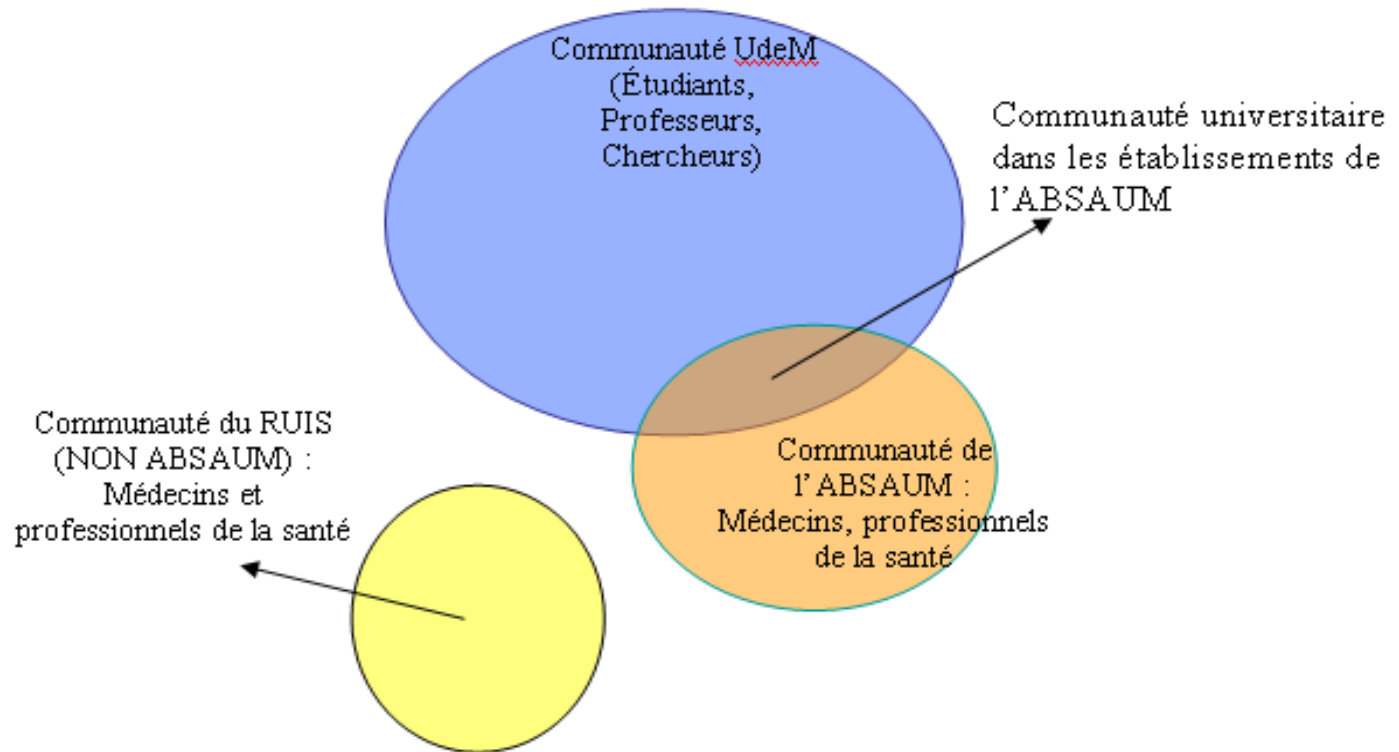 Communauté UdeM
(Étudiants,
Professeurs,
Chercheurs)
Communauté universitaire
dans les établissements de
l’ABSAUM
Communauté du RUIS
(NON ABSAUM) :
Médecins et
professionnels de la santé
Communauté de
l’ABSAUM :
Médecins, professionnels
de la santé